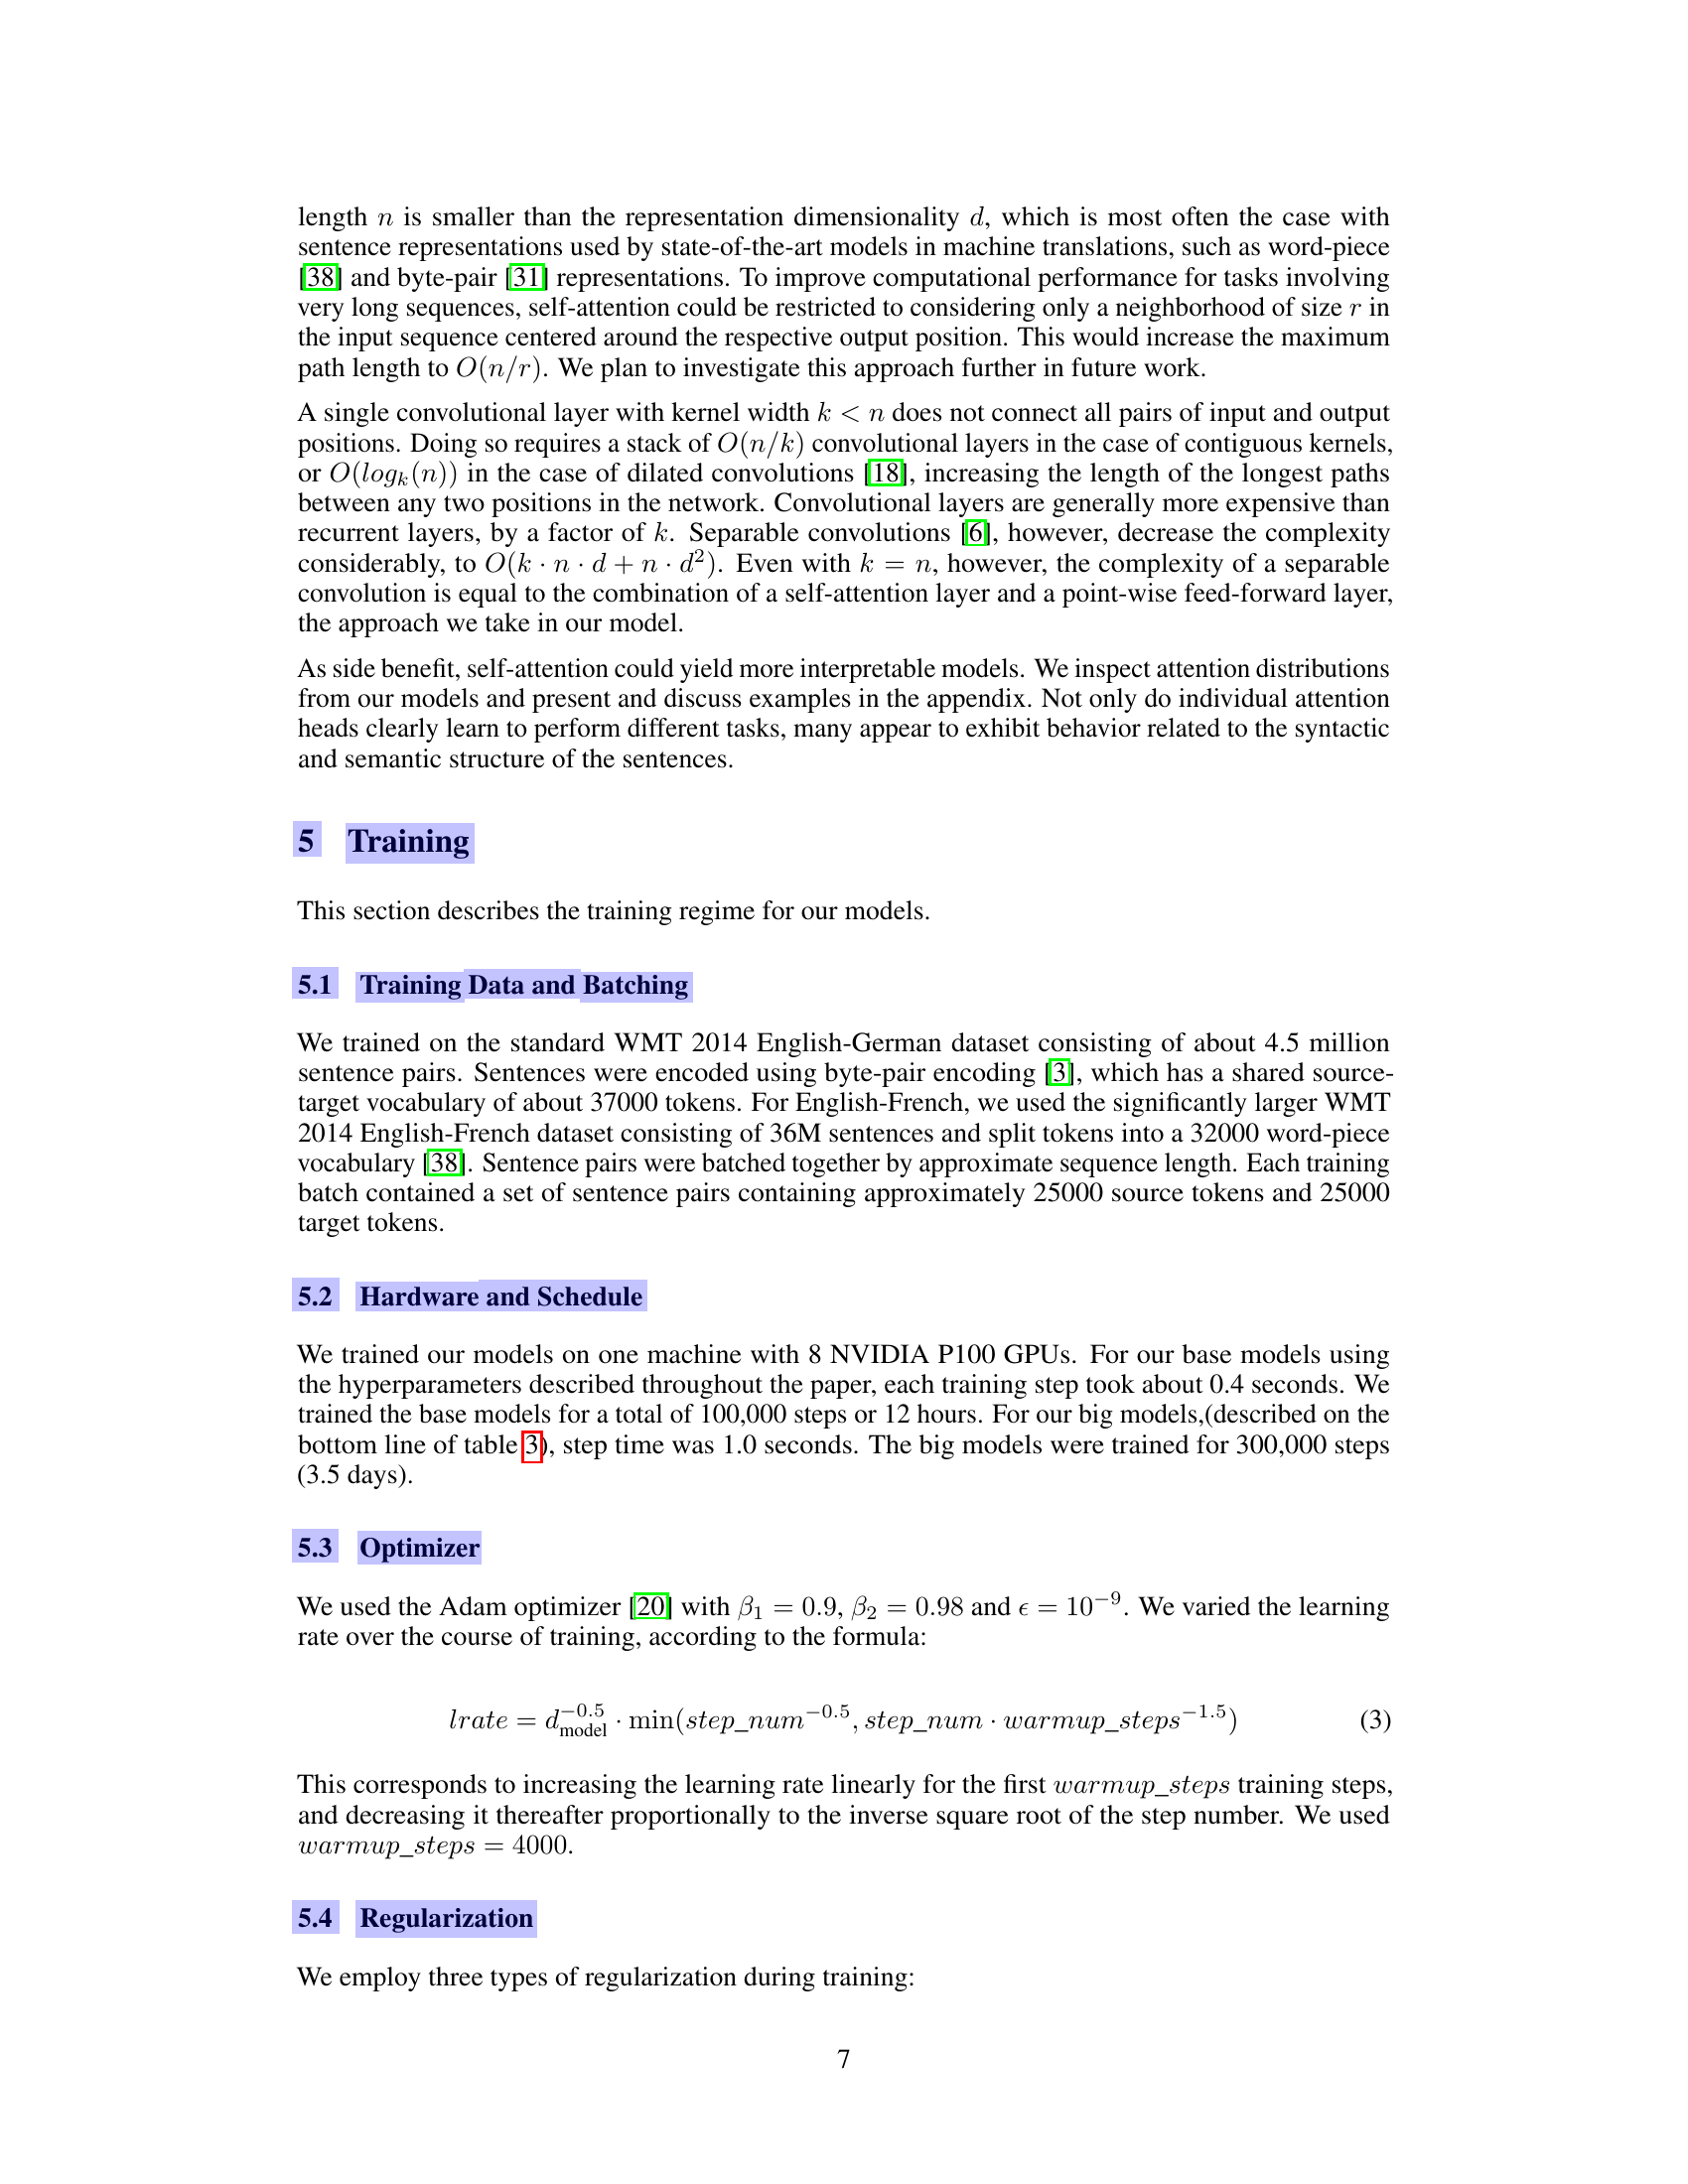 length n is smaller than the representation dimensionality d, which is most often the case with
sentence representations used by state-of-the-art models in machine translations, such as word-piece
[38] and byte-pair [31] representations. To improve computational performance for tasks involving
very long sequences, self-attention could be restricted to considering only a neighborhood of size r in
the input sequence centered around the respective output position. This would increase the maximum
path length to O(n/r). We plan to investigate this approach further in future work.
A single convolutional layer with kernel width k < n does not connect all pairs of input and output
positions. Doing so requires a stack of O(n/k) convolutional layers in the case of contiguous kernels,
or O(logₖ(n)) in the case of dilated convolutions [18], increasing the length of the longest paths
between any two positions in the network. Convolutional layers are generally more expensive than
recurrent layers, by a factor of k. Separable convolutions [6], however, decrease the complexity
considerably, to O(k · n · d + n · d²). Even with k = n, however, the complexity of a separable
convolution is equal to the combination of a self-attention layer and a point-wise feed-forward layer,
the approach we take in our model.
As side benefit, self-attention could yield more interpretable models. We inspect attention distributions
from our models and present and discuss examples in the appendix. Not only do individual attention
heads clearly learn to perform different tasks, many appear to exhibit behavior related to the syntactic
and semantic structure of the sentences.
5 Training
This section describes the training regime for our models.
5.1 Training Data and Batching
We trained on the standard WMT 2014 English-German dataset consisting of about 4.5 million
sentence pairs. Sentences were encoded using byte-pair encoding [3], which has a shared source-
target vocabulary of about 37000 tokens. For English-French, we used the significantly larger WMT
2014 English-French dataset consisting of 36M sentences and split tokens into a 32000 word-piece
vocabulary [38]. Sentence pairs were batched together by approximate sequence length. Each training
batch contained a set of sentence pairs containing approximately 25000 source tokens and 25000
target tokens.
5.2 Hardware and Schedule
We trained our models on one machine with 8 NVIDIA P100 GPUs. For our base models using
the hyperparameters described throughout the paper, each training step took about 0.4 seconds. We
trained the base models for a total of 100,000 steps or 12 hours. For our big models,(described on the
bottom line of table 3), step time was 1.0 seconds. The big models were trained for 300,000 steps
(3.5 days).
5.3 Optimizer
We used the Adam optimizer [20] with β₁ = 0.9, β₂ = 0.98 and ϵ = 10⁻⁹. We varied the learning
rate over the course of training, according to the formula:
lrate = d_model^−0.5 · min(step_num^−0.5, step_num · warmup_steps^−1.5) (3)
This corresponds to increasing the learning rate linearly for the first warmup_steps training steps,
and decreasing it thereafter proportionally to the inverse square root of the step number. We used
warmup_steps = 4000.
5.4 Regularization
We employ three types of regularization during training:
7